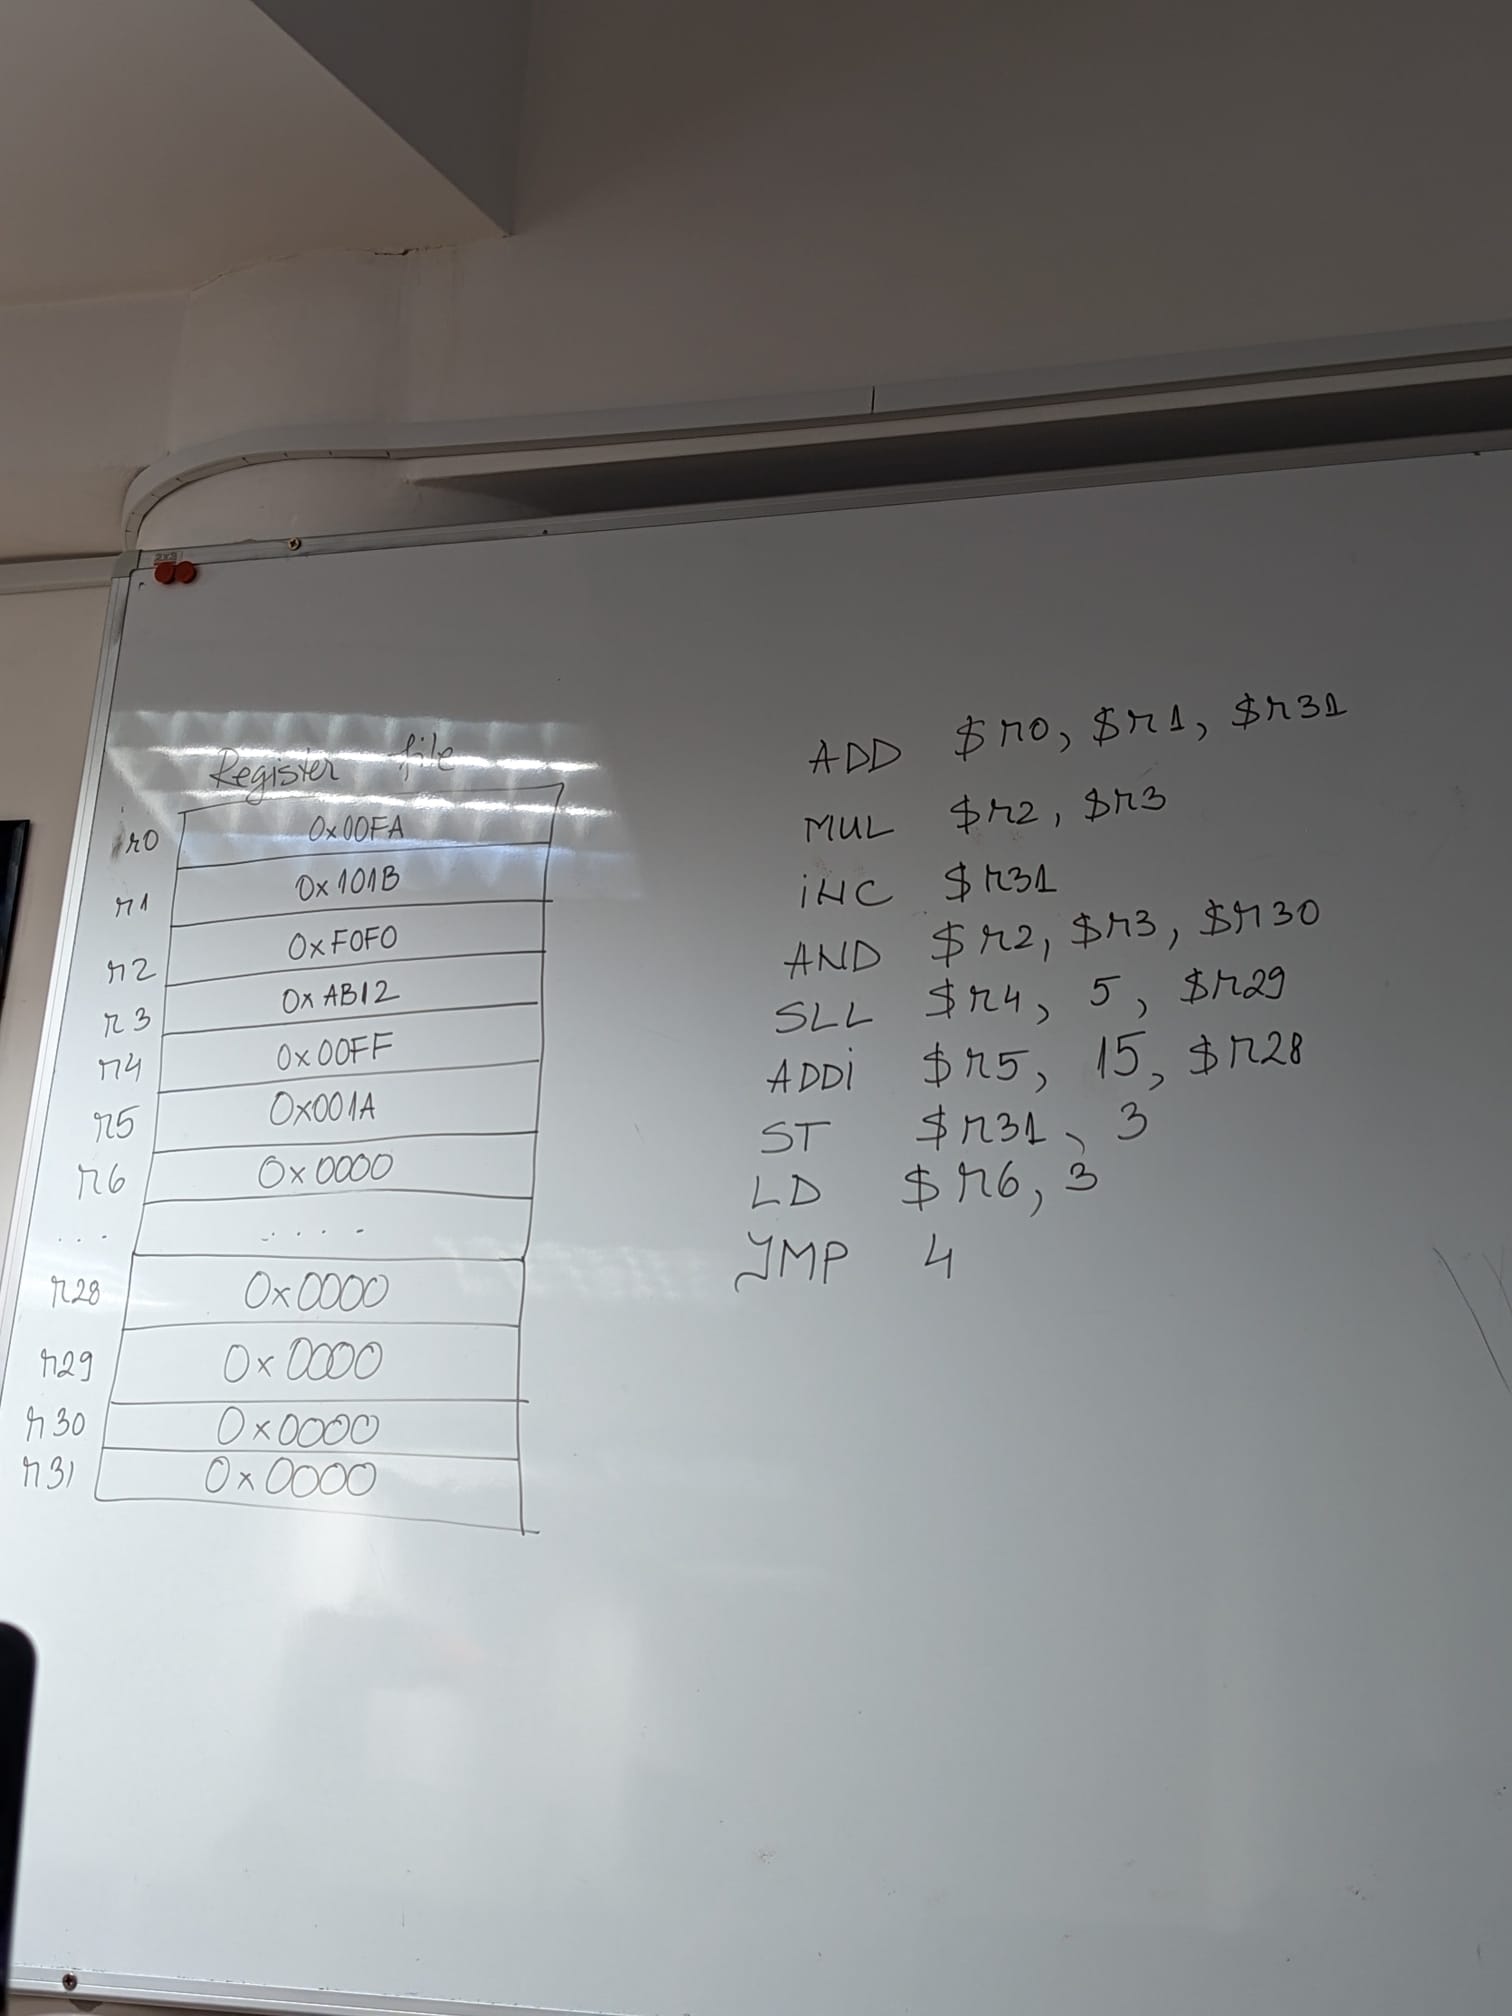 Register file
r0 0x00FA
r1 0x101B
r2 0xF0F0
r3 0xAB12
r4 0x00FF
r5 0x001A
r6 0x0000
... ....
r28 0x0000
r29 0x0000
r30 0x0000
r31 0x0000
ADD $r0, $r1, $r31
MUL $r2, $r3
iNC $r31
AND $r2, $r3, $r30
SLL $r4, 5, $r29
ADDi $r5, 15, $r28
ST $r31, 3
LD $r6, 3
JMP 4